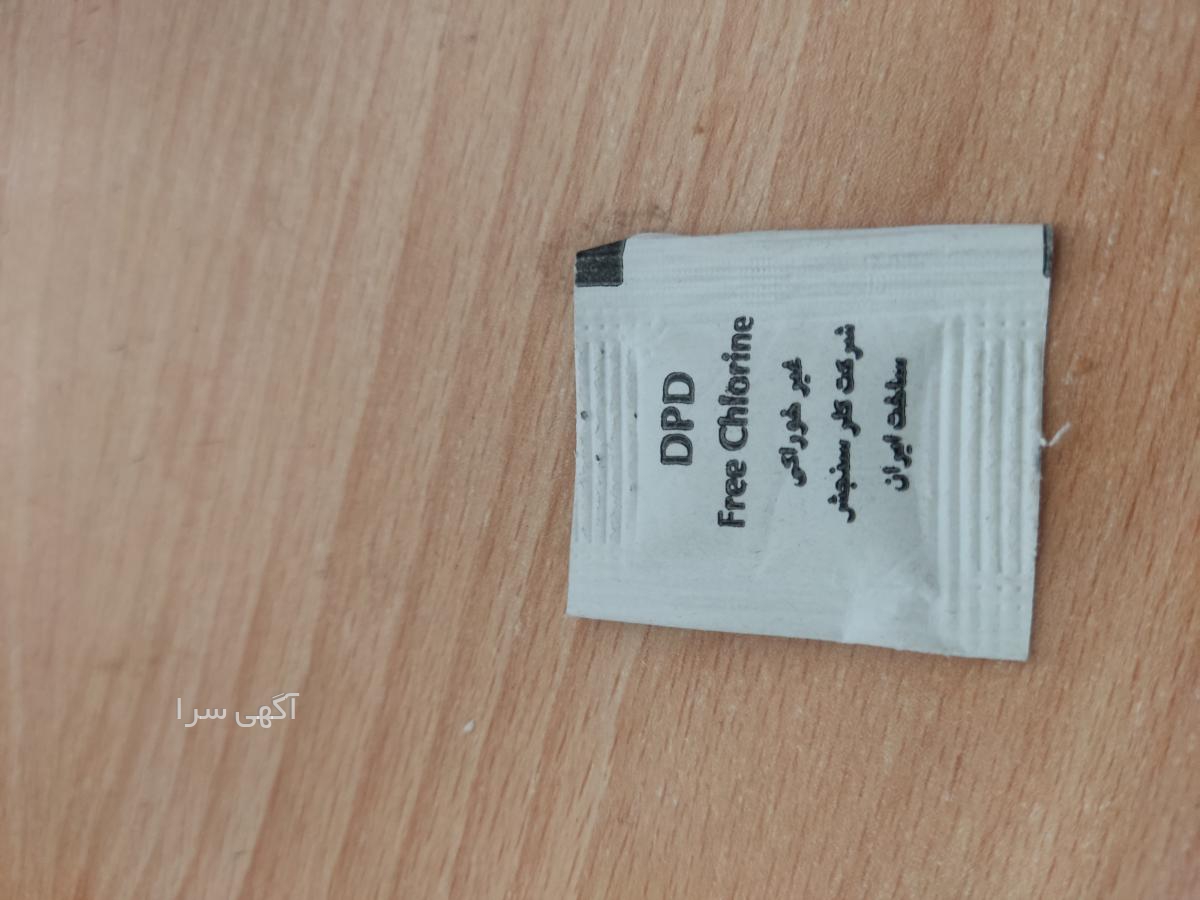 DPD
Free Chlorine
غیر خوراکی
شرکت کلر سنجش
ساخت ایران
آگهی سرا